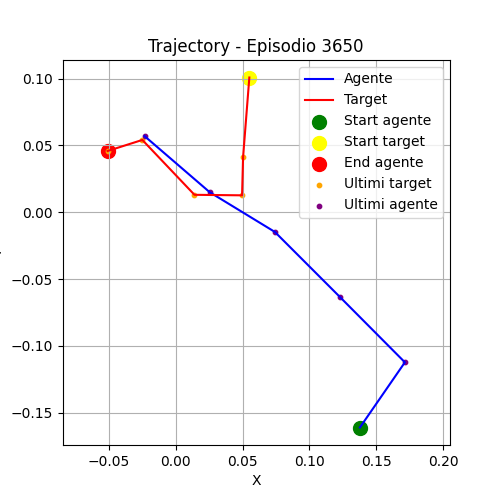 Trajectory - Episodio 3650
Agente
Target
Start agente
Start target
End agente
Ultimi target
Ultimi agente
0.10
0.05
0.00
−0.05
−0.10
−0.15
−0.05
0.00
0.05
0.10
0.15
0.20
X